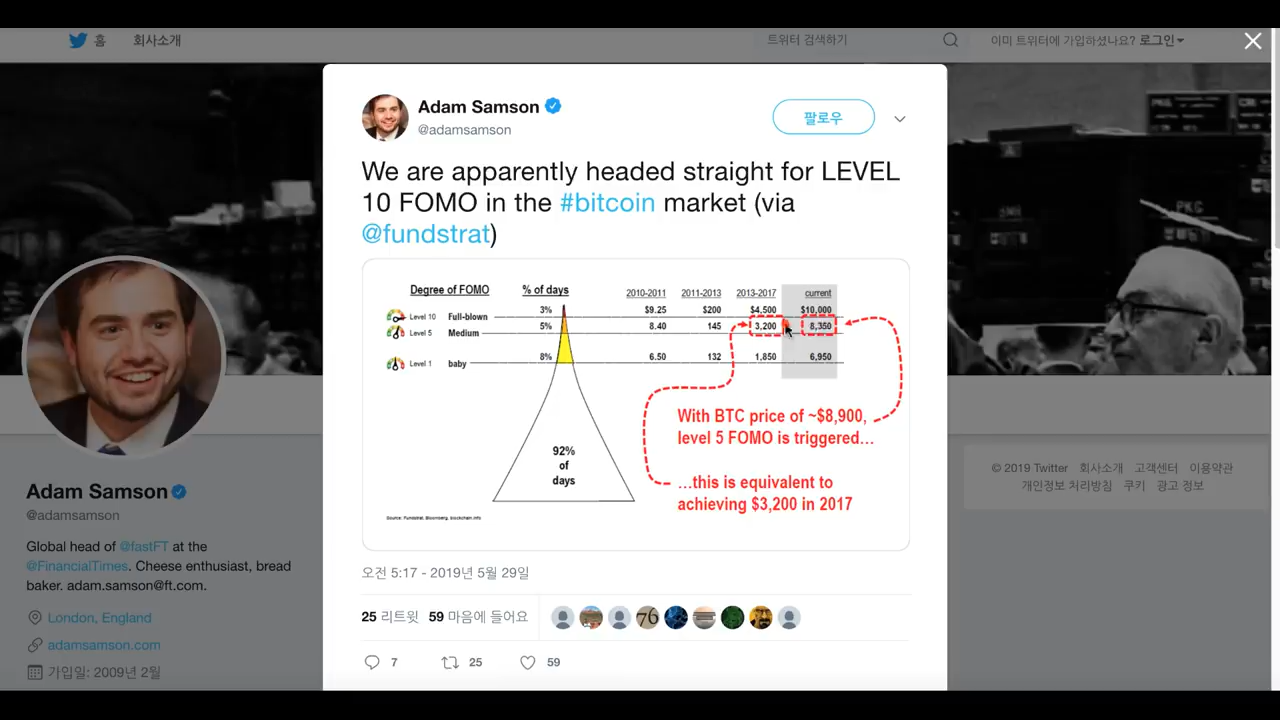 홈 회사소개 트위터 검색하기 이미 트위터에 가입하셨나요? 로그인
Adam Samson
@adamsamson
팔로우
We are apparently headed straight for LEVEL
10 FOMO in the #bitcoin market (via
@fundstrat)
Degree of FOMO % of days 2010-2011 2011-2013 2013-2017 current
Level 10 Full-blown 3% $9.25 $200 $4,500 $10,000
Level 5 Medium 5% 8.40 145 3,200 8,350
Level 1 baby 8% 6.50 132 1,850 6,950
With BTC price of ~$8,900,
level 5 FOMO is triggered...
92%
of
days
...this is equivalent to
achieving $3,200 in 2017
Source: Fundstrat, Bloomberg, blockchain.info
오전 5:17 - 2019년 5월 29일
25 리트윗 59 마음에 들어요
76
7 25 59
Adam Samson
@adamsamson
Global head of @fastFT at the
@FinancialTimes. Cheese enthusiast, bread
baker. adam.samson@ft.com.
London, England
adamsamson.com
가입일: 2009년 2월
© 2019 Twitter 회사소개 고객센터 이용약관
개인정보 처리방침 쿠키 광고 정보
PKG